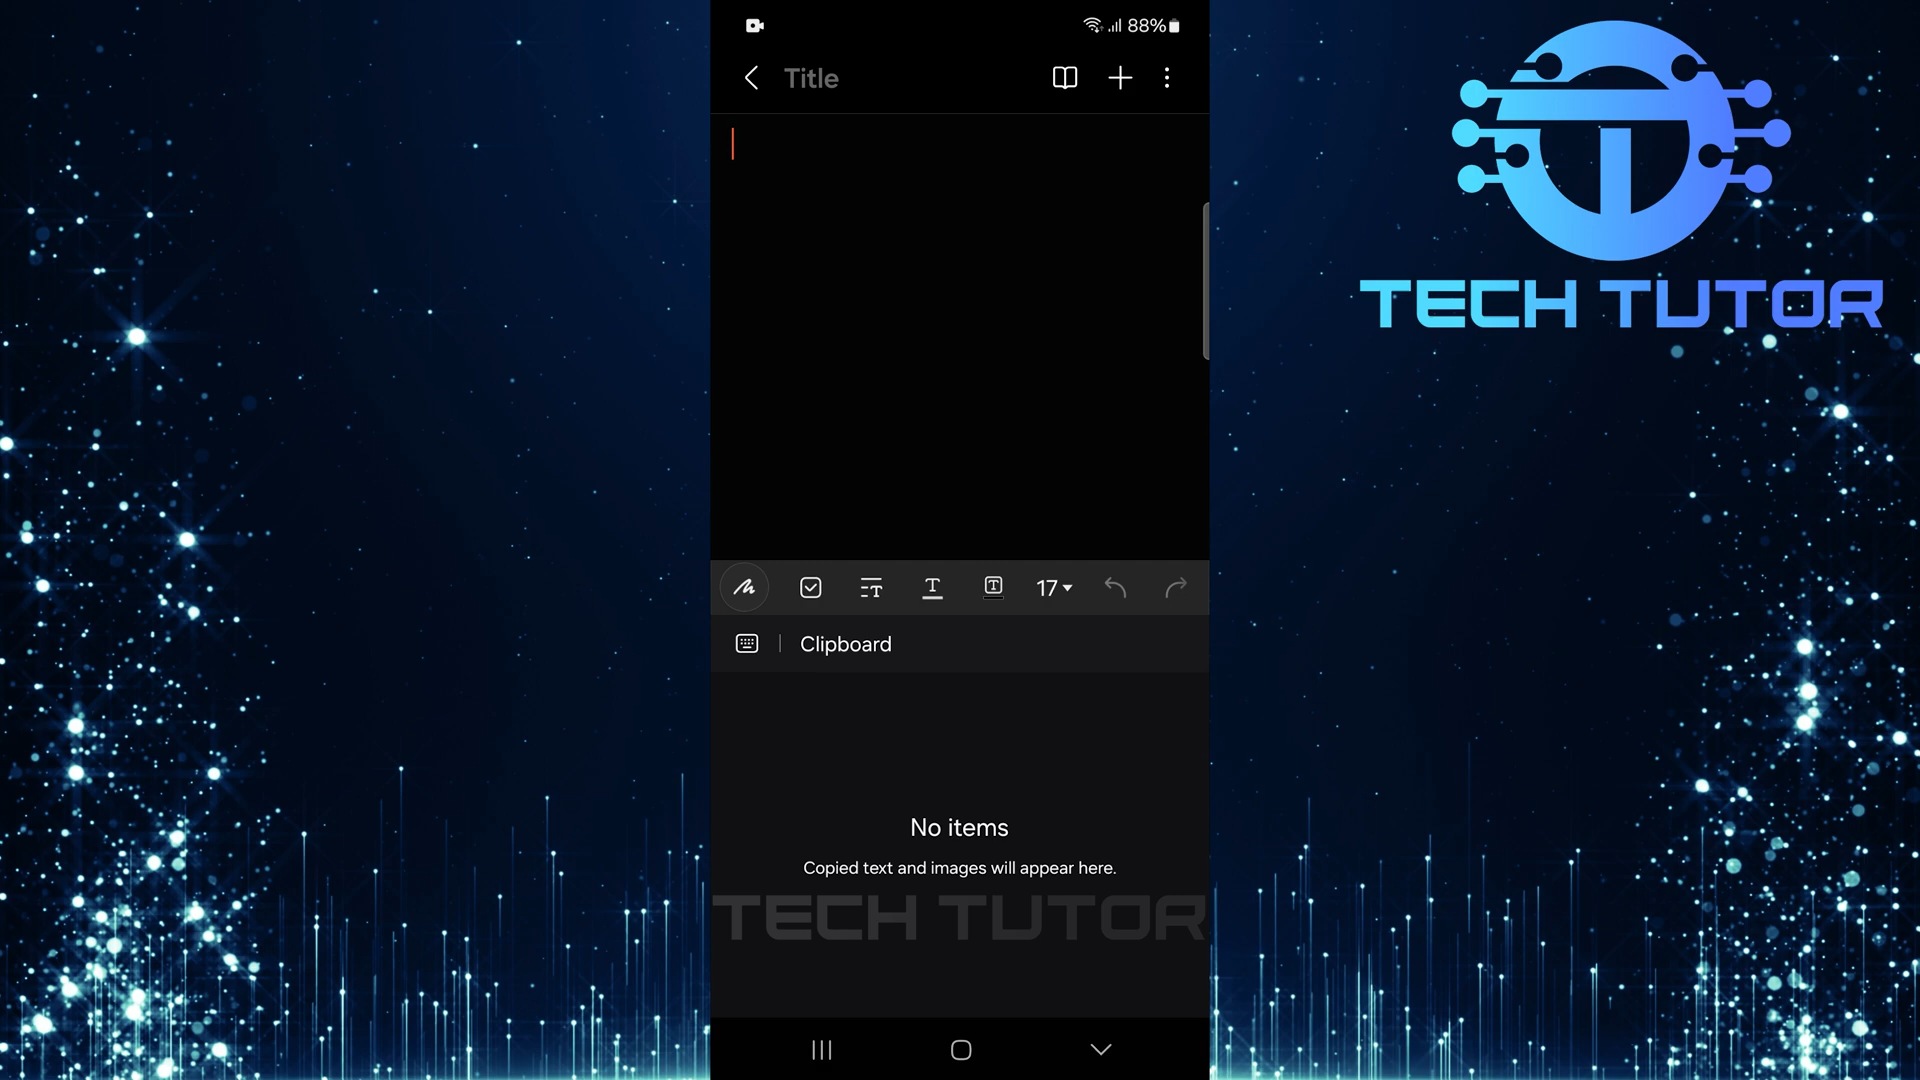 88%
Title
TECH TUTOR
17
Clipboard
No items
Copied text and images will appear here.
TECH TUTOR